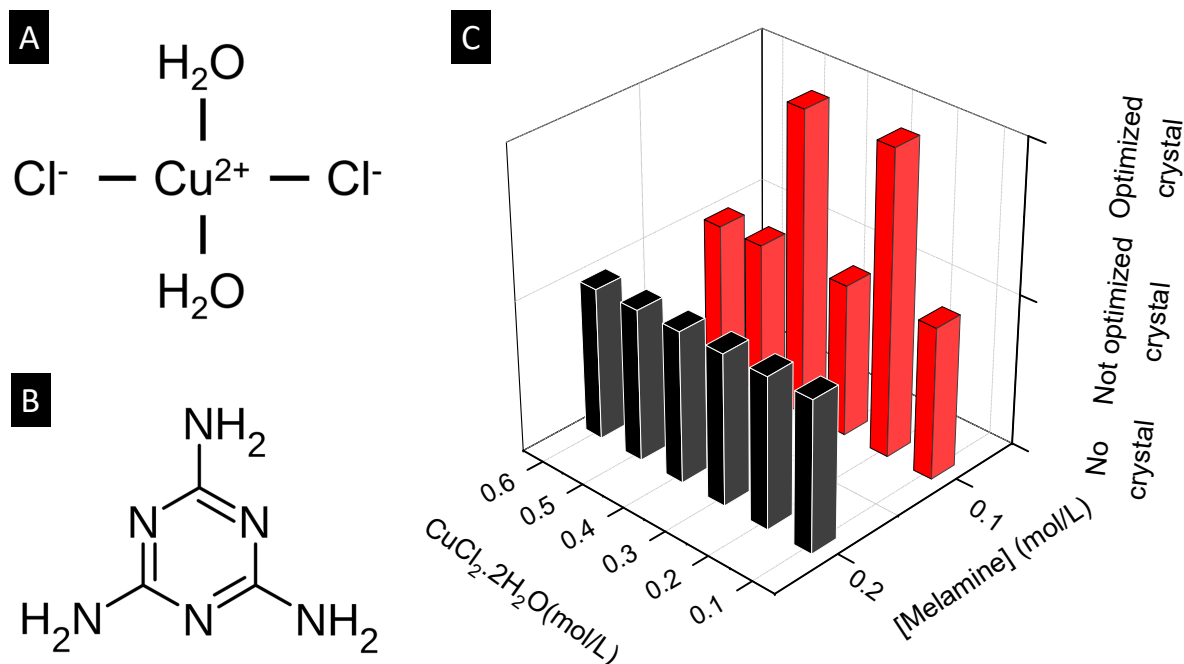 A
H₂O
Cl⁻ Cu²⁺ Cl⁻
H₂O
B
NH₂
N N
H₂N N NH₂
C
Optimized
crystal
Not optimized
crystal
No
crystal
0.6
0.5
0.4
0.3
0.2
0.1
CuCl₂.2H₂O(mol/L)
0.1
0.2
[Melamine] (mol/L)